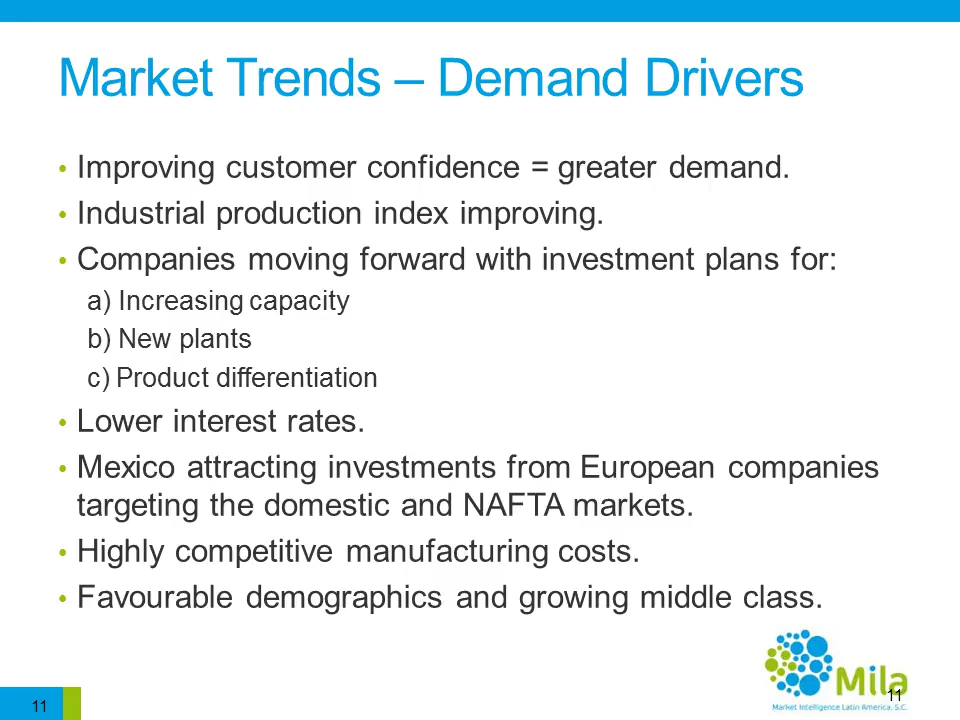 Market Trends – Demand Drivers
• Improving customer confidence = greater demand.
• Industrial production index improving.
• Companies moving forward with investment plans for:
a) Increasing capacity
b) New plants
c) Product differentiation
• Lower interest rates.
• Mexico attracting investments from European companies
targeting the domestic and NAFTA markets.
• Highly competitive manufacturing costs.
• Favourable demographics and growing middle class.
Mila
11
Market Intelligence Latin America, S.C.
11